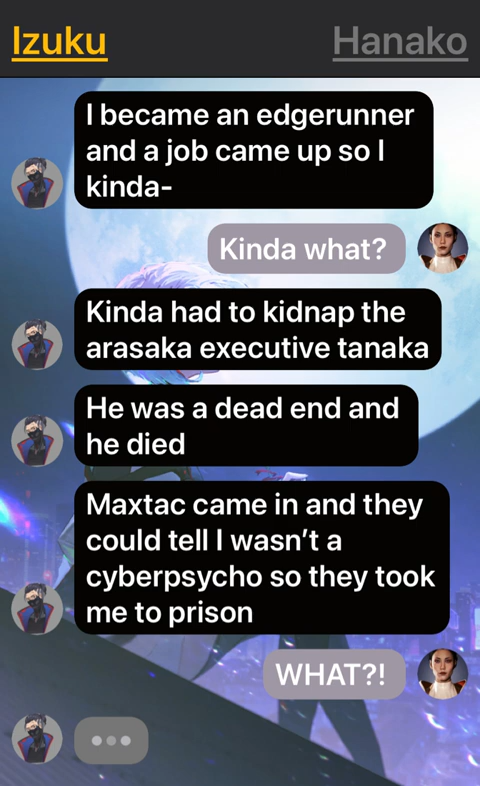 Izuku
Hanako
I became an edgerunner
and a job came up so I
kinda-
Kinda what?
Kinda had to kidnap the
arasaka executive tanaka
He was a dead end and
he died
Maxtac came in and they
could tell I wasn’t a
cyberpsycho so they took
me to prison
WHAT?!